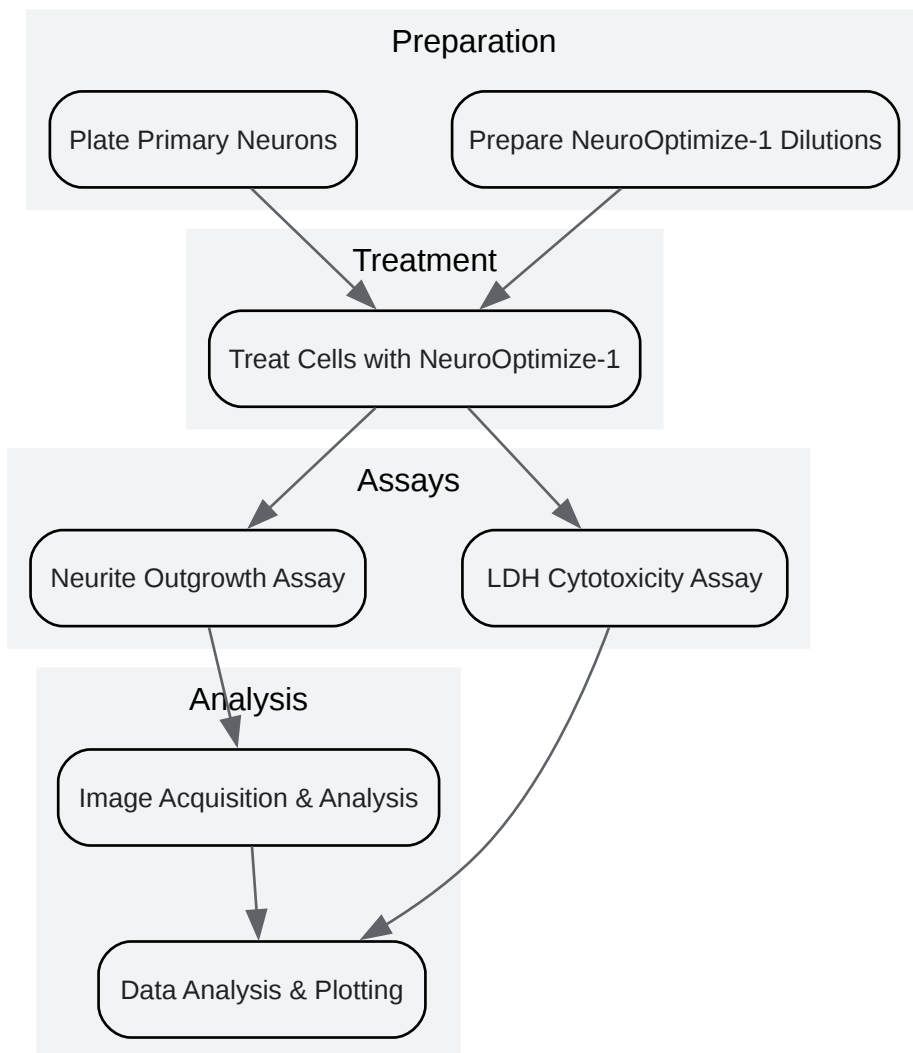 Preparation
Plate Primary Neurons
Prepare NeuroOptimize-1 Dilutions
Treatment
Treat Cells with NeuroOptimize-1
Assays
Neurite Outgrowth Assay
LDH Cytotoxicity Assay
Analysis
Image Acquisition & Analysis
Data Analysis & Plotting